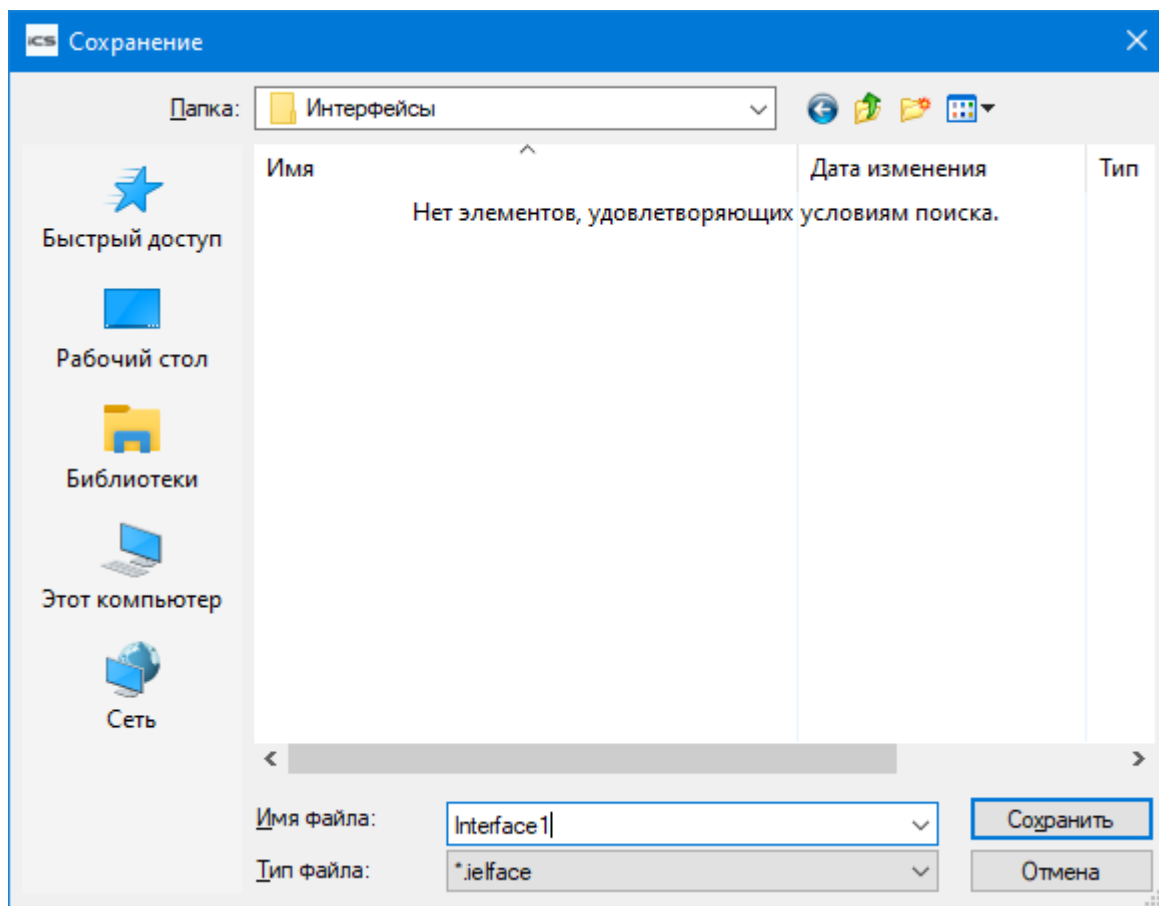 iCS Сохранение
Папка: Интерфейсы
Имя Дата изменения Тип
Нет элементов, удовлетворяющих условиям поиска.
Быстрый доступ
Рабочий стол
Библиотеки
Этот компьютер
Сеть
Имя файла: Interface1 Сохранить
Тип файла: *.ielface Отмена